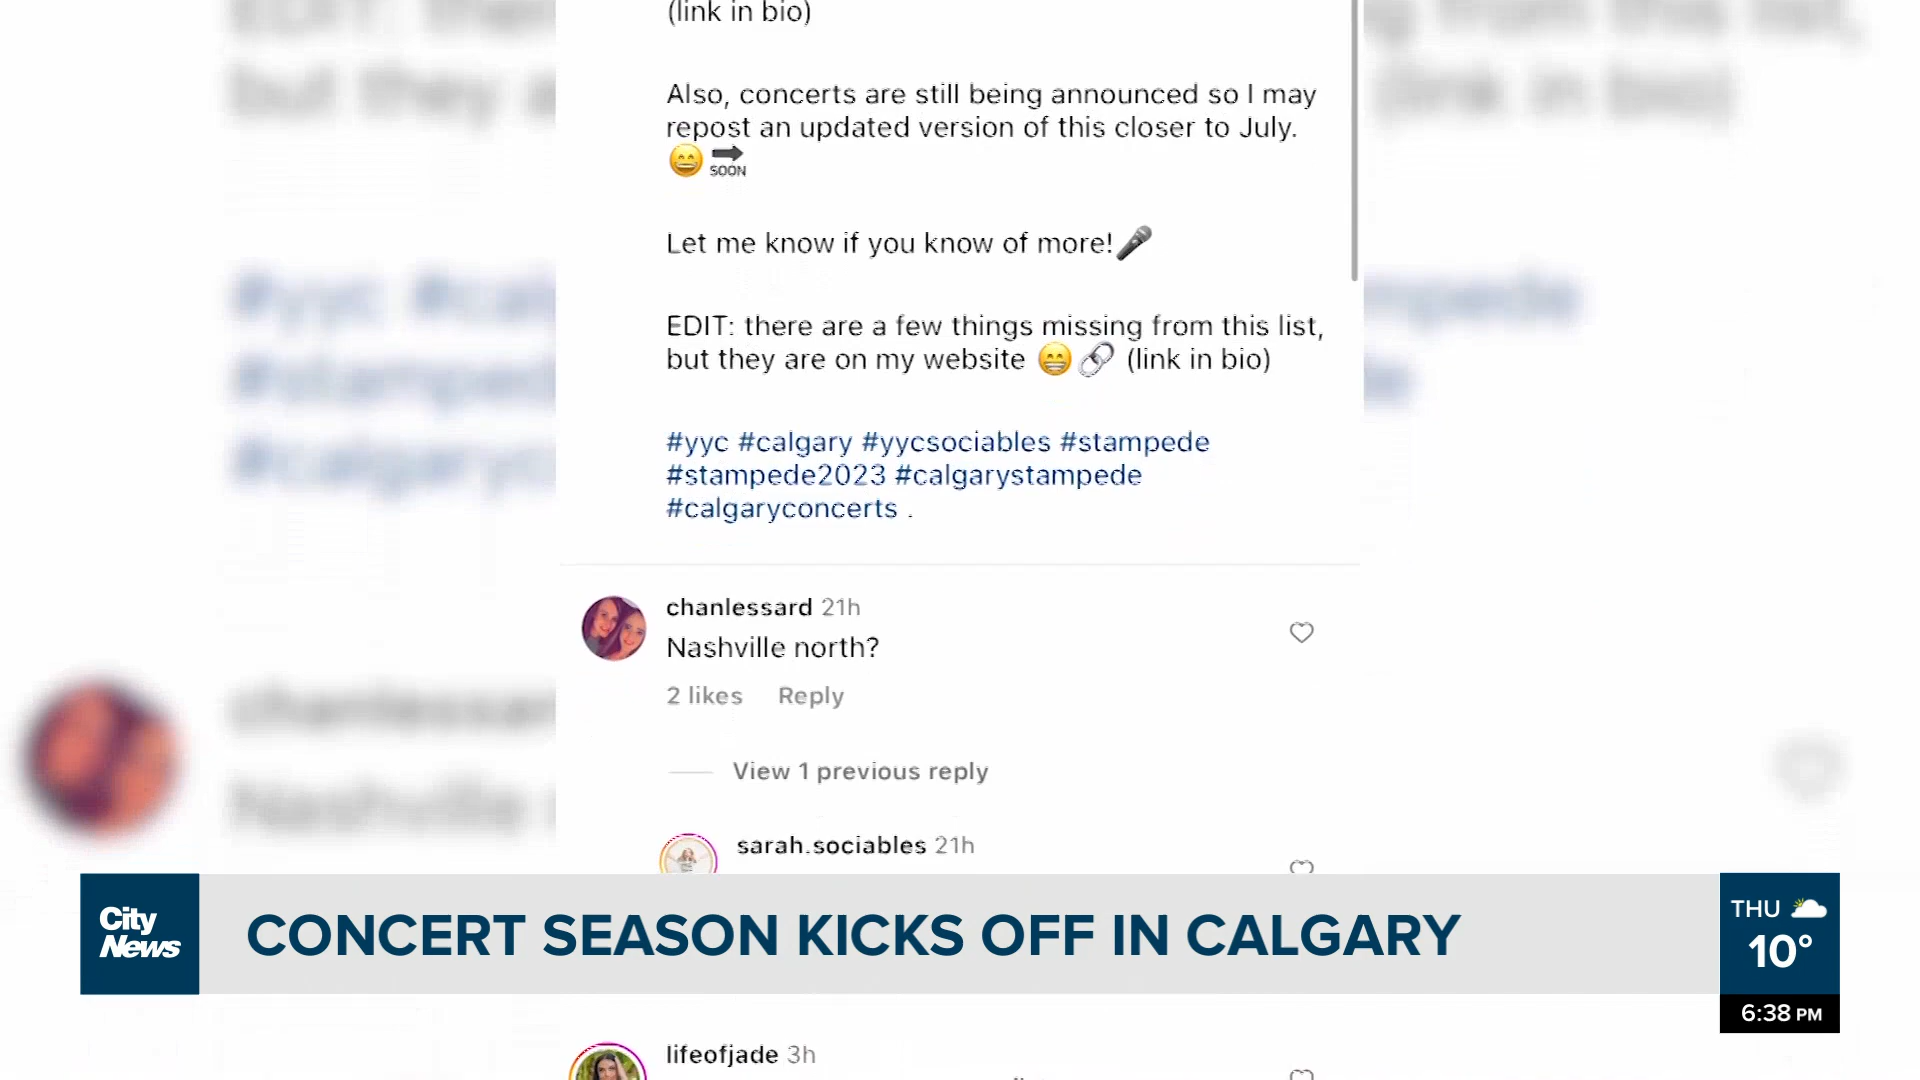 (link in bio)
Also, concerts are still being announced so I may
repost an updated version of this closer to July.
😄🔜
Let me know if you know of more!🎤
EDIT: there are a few things missing from this list,
but they are on my website 😁🔗 (link in bio)
#yyc #calgary #yycsociables #stampede
#stampede2023 #calgarystampede
#calgaryconcerts .
chanlessard 21h
Nashville north?
2 likes Reply
View 1 previous reply
sarah.sociables 21h
City
News
CONCERT SEASON KICKS OFF IN CALGARY
THU
10°
6:38 PM
lifeofjade 3h